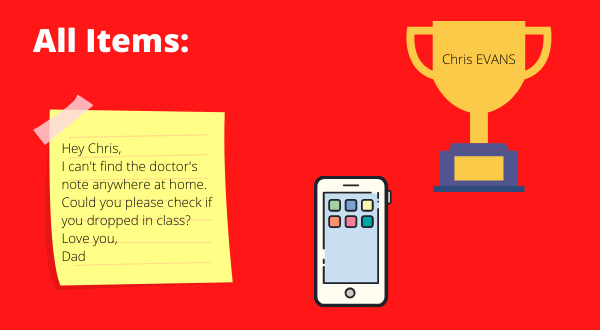 All Items:
Chris EVANS
Hey Chris,
I can't find the doctor's
note anywhere at home.
Could you please check if
you dropped in class?
Love you,
Dad